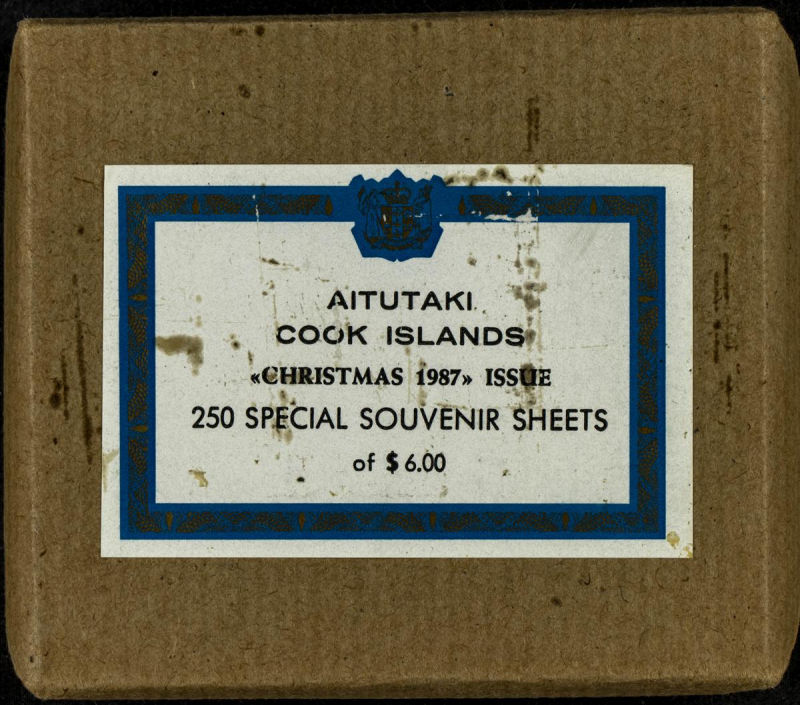 AITUTAKI
COOK ISLANDS
«CHRISTMAS 1987» ISSUE
250 SPECIAL SOUVENIR SHEETS
of $6.00